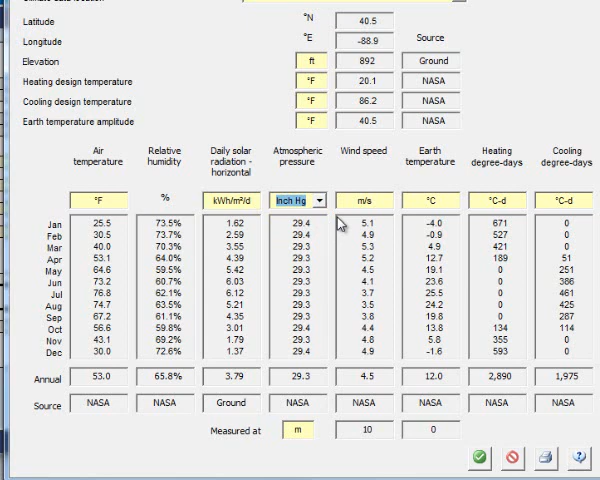 Latitude °N 40.5
Longitude °E -88.9 Source
Elevation ft 892 Ground
Heating design temperature °F 20.1 NASA
Cooling design temperature °F 86.2 NASA
Earth temperature amplitude °F 40.5 NASA
Air Relative Daily solar Atmospheric Wind speed Earth Heating Cooling
temperature humidity radiation - pressure temperature degree-days degree-days
horizontal
°F % kWh/m²/d Inch Hg m/s °C °C-d °C-d
Jan 25.5 73.5% 1.62 29.4 5.1 -4.0 671 0
Feb 30.5 73.7% 2.59 29.4 4.9 -0.9 527 0
Mar 40.0 70.3% 3.55 29.3 5.3 4.9 421 0
Apr 53.1 64.0% 4.39 29.3 5.2 12.7 189 51
May 64.6 59.5% 5.42 29.3 4.5 19.1 0 251
Jun 73.2 60.7% 6.03 29.3 4.1 23.6 0 386
Jul 76.8 62.1% 6.12 29.3 3.7 25.5 0 461
Aug 74.7 63.5% 5.21 29.3 3.5 24.2 0 425
Sep 67.2 61.1% 4.35 29.3 3.8 19.8 0 287
Oct 56.6 59.8% 3.01 29.4 4.4 13.8 134 114
Nov 43.1 69.2% 1.79 29.4 4.8 5.8 355 0
Dec 30.0 72.6% 1.37 29.4 4.9 -1.6 593 0
Annual 53.0 65.8% 3.79 29.3 4.5 12.0 2,890 1,975
Source NASA NASA Ground NASA NASA NASA NASA NASA
Measured at m 10 0